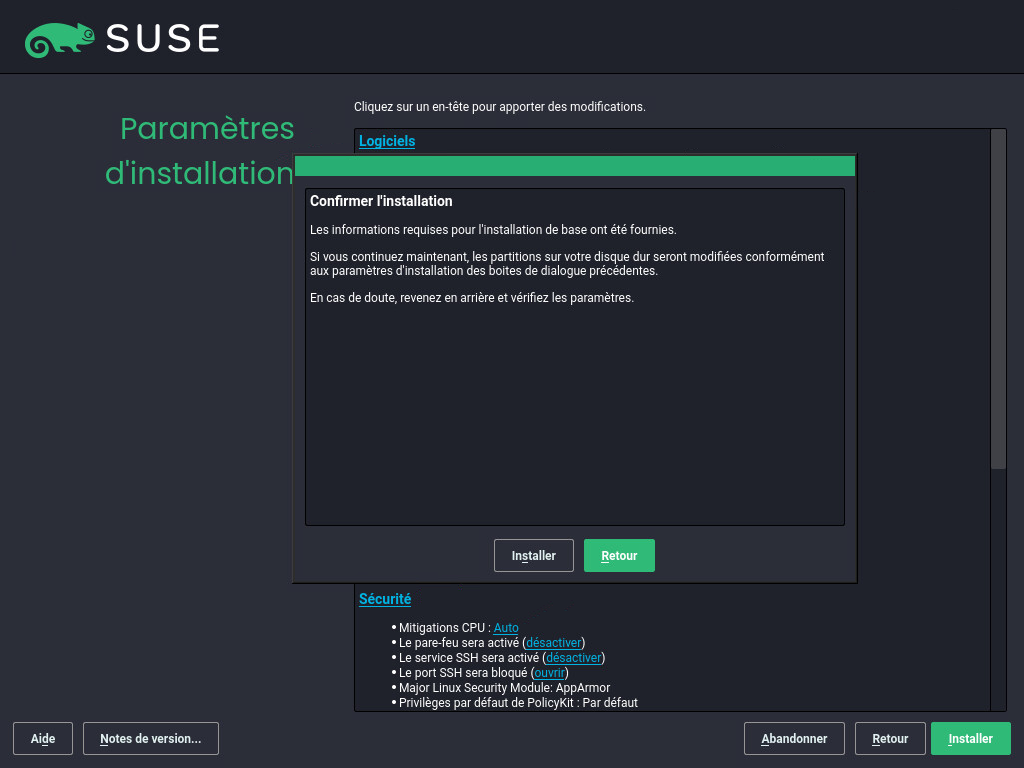 SUSE
Paramètres
d'installation
Cliquez sur un en-tête pour apporter des modifications.
Logiciels
Confirmer l'installation
Les informations requises pour l'installation de base ont été fournies.
Si vous continuez maintenant, les partitions sur votre disque dur seront modifiées conformément
aux paramètres d'installation des boites de dialogue précédentes.
En cas de doute, revenez en arrière et vérifiez les paramètres.
Installer Retour
Sécurité
• Mitigations CPU : Auto
• Le pare-feu sera activé (désactiver)
• Le service SSH sera activé (désactiver)
• Le port SSH sera bloqué (ouvrir)
• Major Linux Security Module: AppArmor
• Privilèges par défaut de PolicyKit : Par défaut
Aide Notes de version... Abandonner Retour Installer